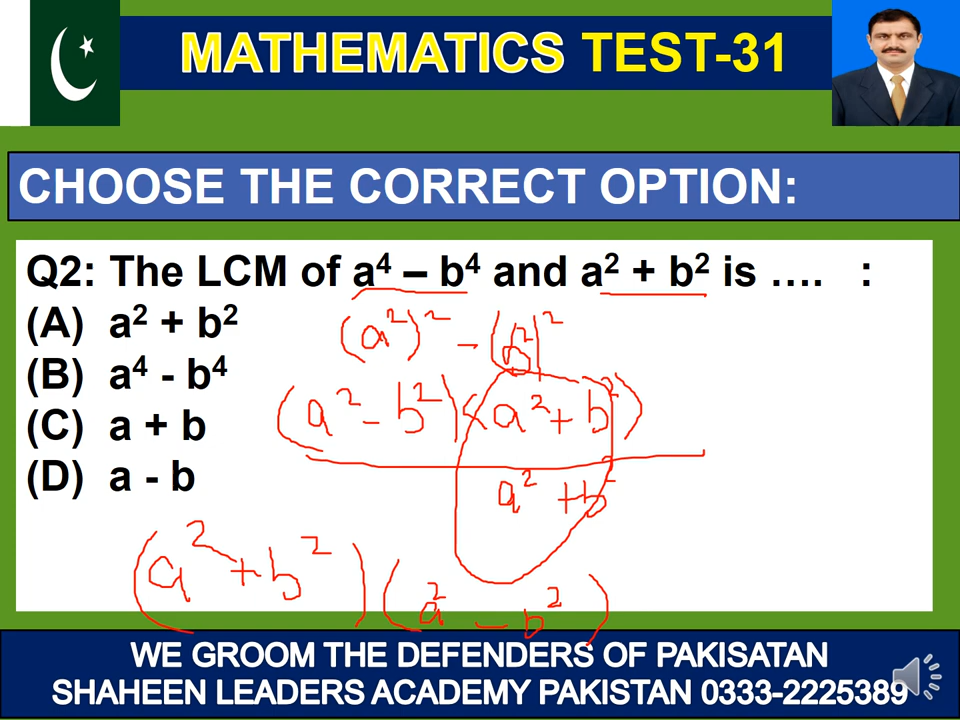 MATHEMATICS TEST-31
CHOOSE THE CORRECT OPTION:
Q2: The LCM of a⁴ – b⁴ and a² + b² is …. :
(A) a² + b²
(B) a⁴ - b⁴
(C) a + b
(D) a - b
(a²)² - (b²)²
(a² - b²)(a² + b²)
a² + b²
(a² + b²)(a² - b²)
WE GROOM THE DEFENDERS OF PAKISATAN
SHAHEEN LEADERS ACADEMY PAKISTAN 0333-2225389